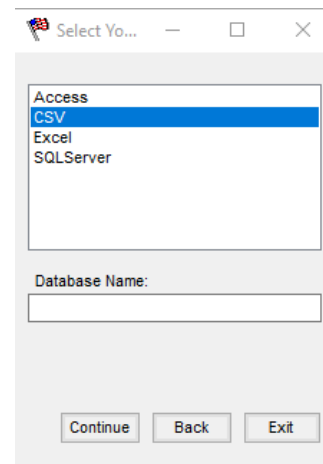 Select Yo...
Access
CSV
Excel
SQLServer
Database Name:
Continue Back Exit